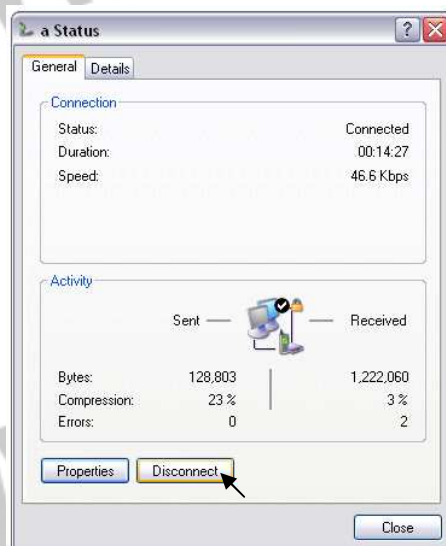 a Status
General Details
Connection
Status: Connected
Duration: 00:14:27
Speed: 46.6 Kbps
Activity
Sent Received
Bytes: 128,803 1,222,060
Compression: 23 % 3 %
Errors: 0 2
Properties Disconnect
Close